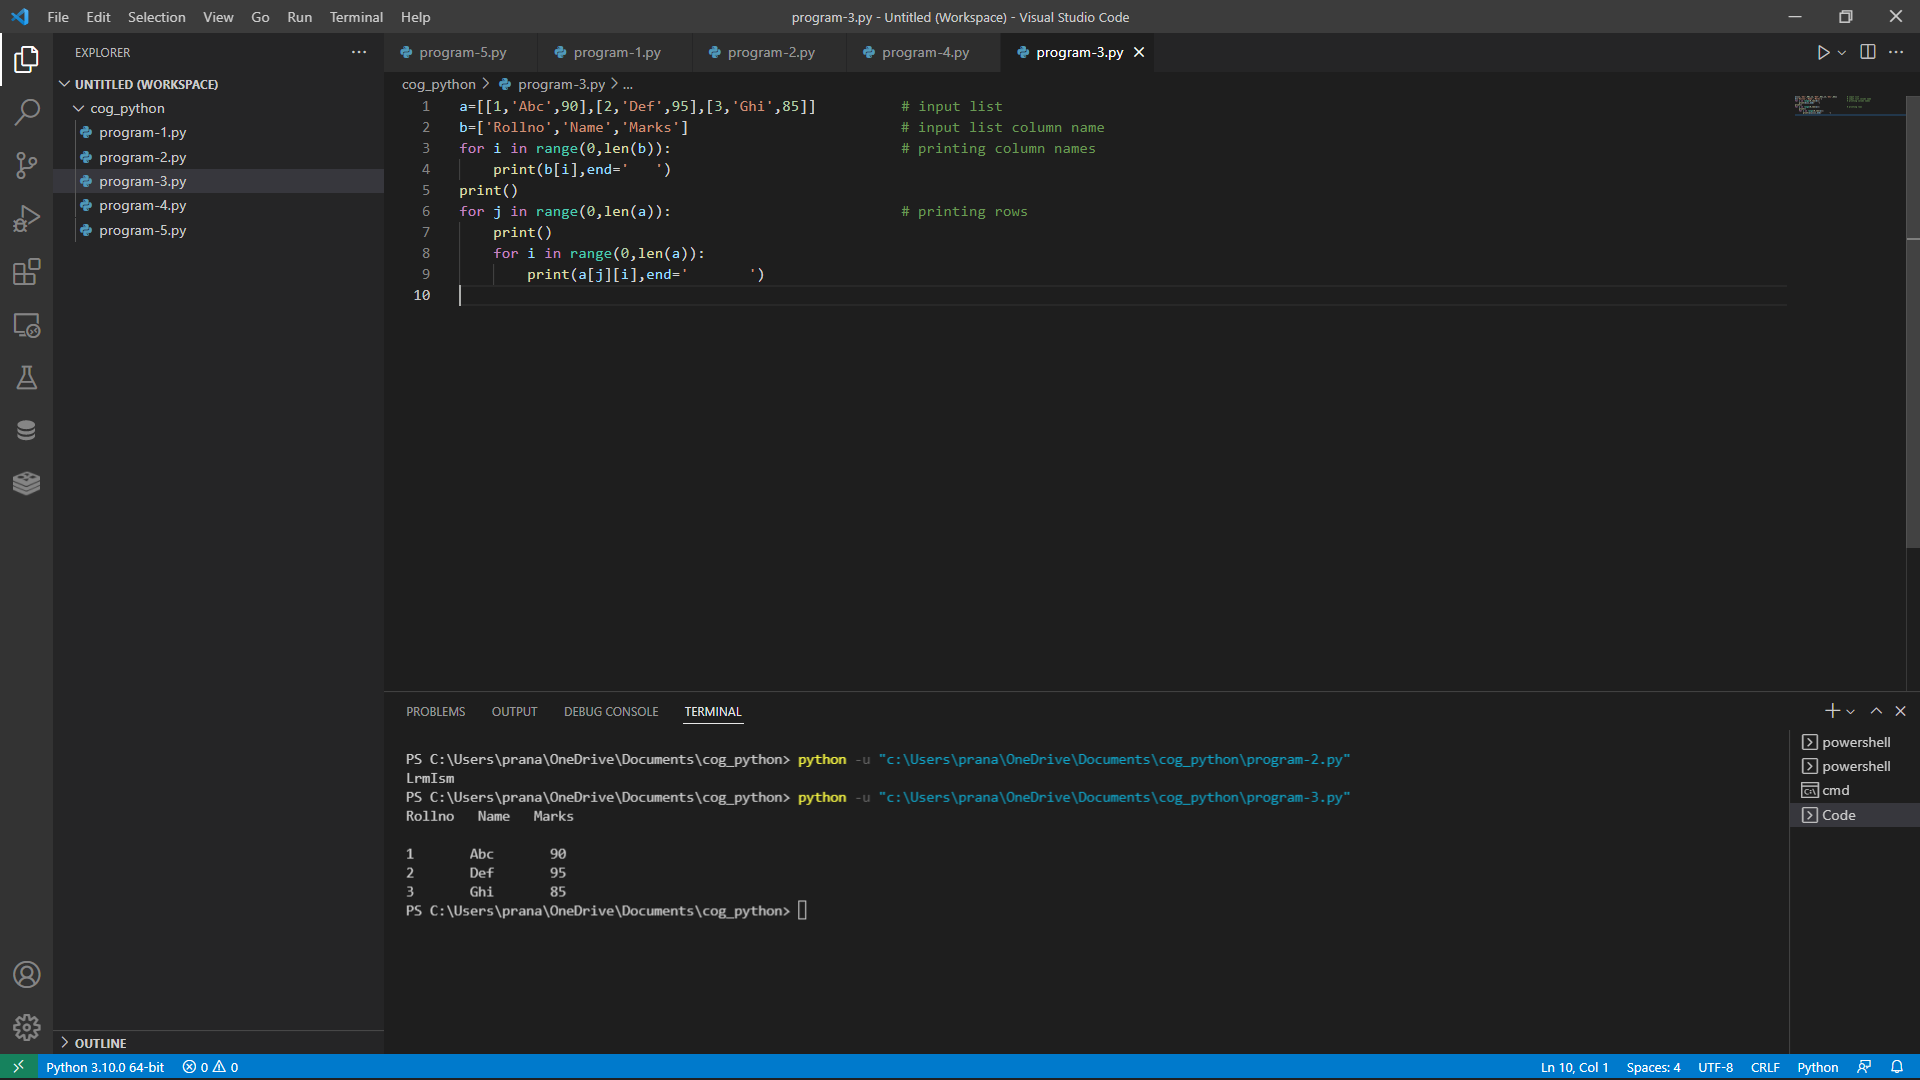 File Edit Selection View Go Run Terminal Help
program-3.py - Untitled (Workspace) - Visual Studio Code
EXPLORER
UNTITLED (WORKSPACE)
cog_python
program-1.py
program-2.py
program-3.py
program-4.py
program-5.py
OUTLINE
program-5.py program-1.py program-2.py program-4.py program-3.py
cog_python > program-3.py > ...
1 a=[[1,'Abc',90],[2,'Def',95],[3,'Ghi',85]] # input list
2 b=['Rollno','Name','Marks'] # input list column name
3 for i in range(0,len(b)): # printing column names
4     print(b[i],end='   ')
5 print()
6 for j in range(0,len(a)): # printing rows
7     print()
8     for i in range(0,len(a)):
9         print(a[j][i],end='       ')
10
PROBLEMS OUTPUT DEBUG CONSOLE TERMINAL
PS C:\Users\prana\OneDrive\Documents\cog_python> python -u "c:\Users\prana\OneDrive\Documents\cog_python\program-2.py"
LrmIsm
PS C:\Users\prana\OneDrive\Documents\cog_python> python -u "c:\Users\prana\OneDrive\Documents\cog_python\program-3.py"
Rollno   Name   Marks
1       Abc       90
2       Def       95
3       Ghi       85
PS C:\Users\prana\OneDrive\Documents\cog_python>
powershell
powershell
cmd
Code
Python 3.10.0 64-bit 0 0
Ln 10, Col 1 Spaces: 4 UTF-8 CRLF Python